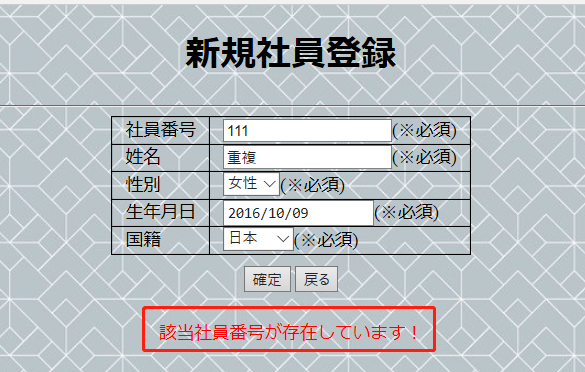 新規社員登録
社員番号 111 (※必須)
姓名 重複 (※必須)
性別 女性 (※必須)
生年月日 2016/10/09 (※必須)
国籍 日本 (※必須)
確定 戻る
該当社員番号が存在しています！